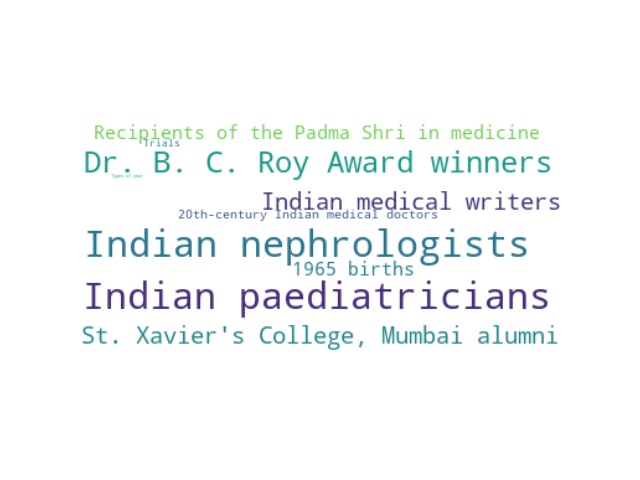 Recipients of the Padma Shri in medicine
Trials
Dr. B. C. Roy Award winners
Types of year
Indian medical writers
20th-century Indian medical doctors
Indian nephrologists
1965 births
Indian paediatricians
St. Xavier's College, Mumbai alumni